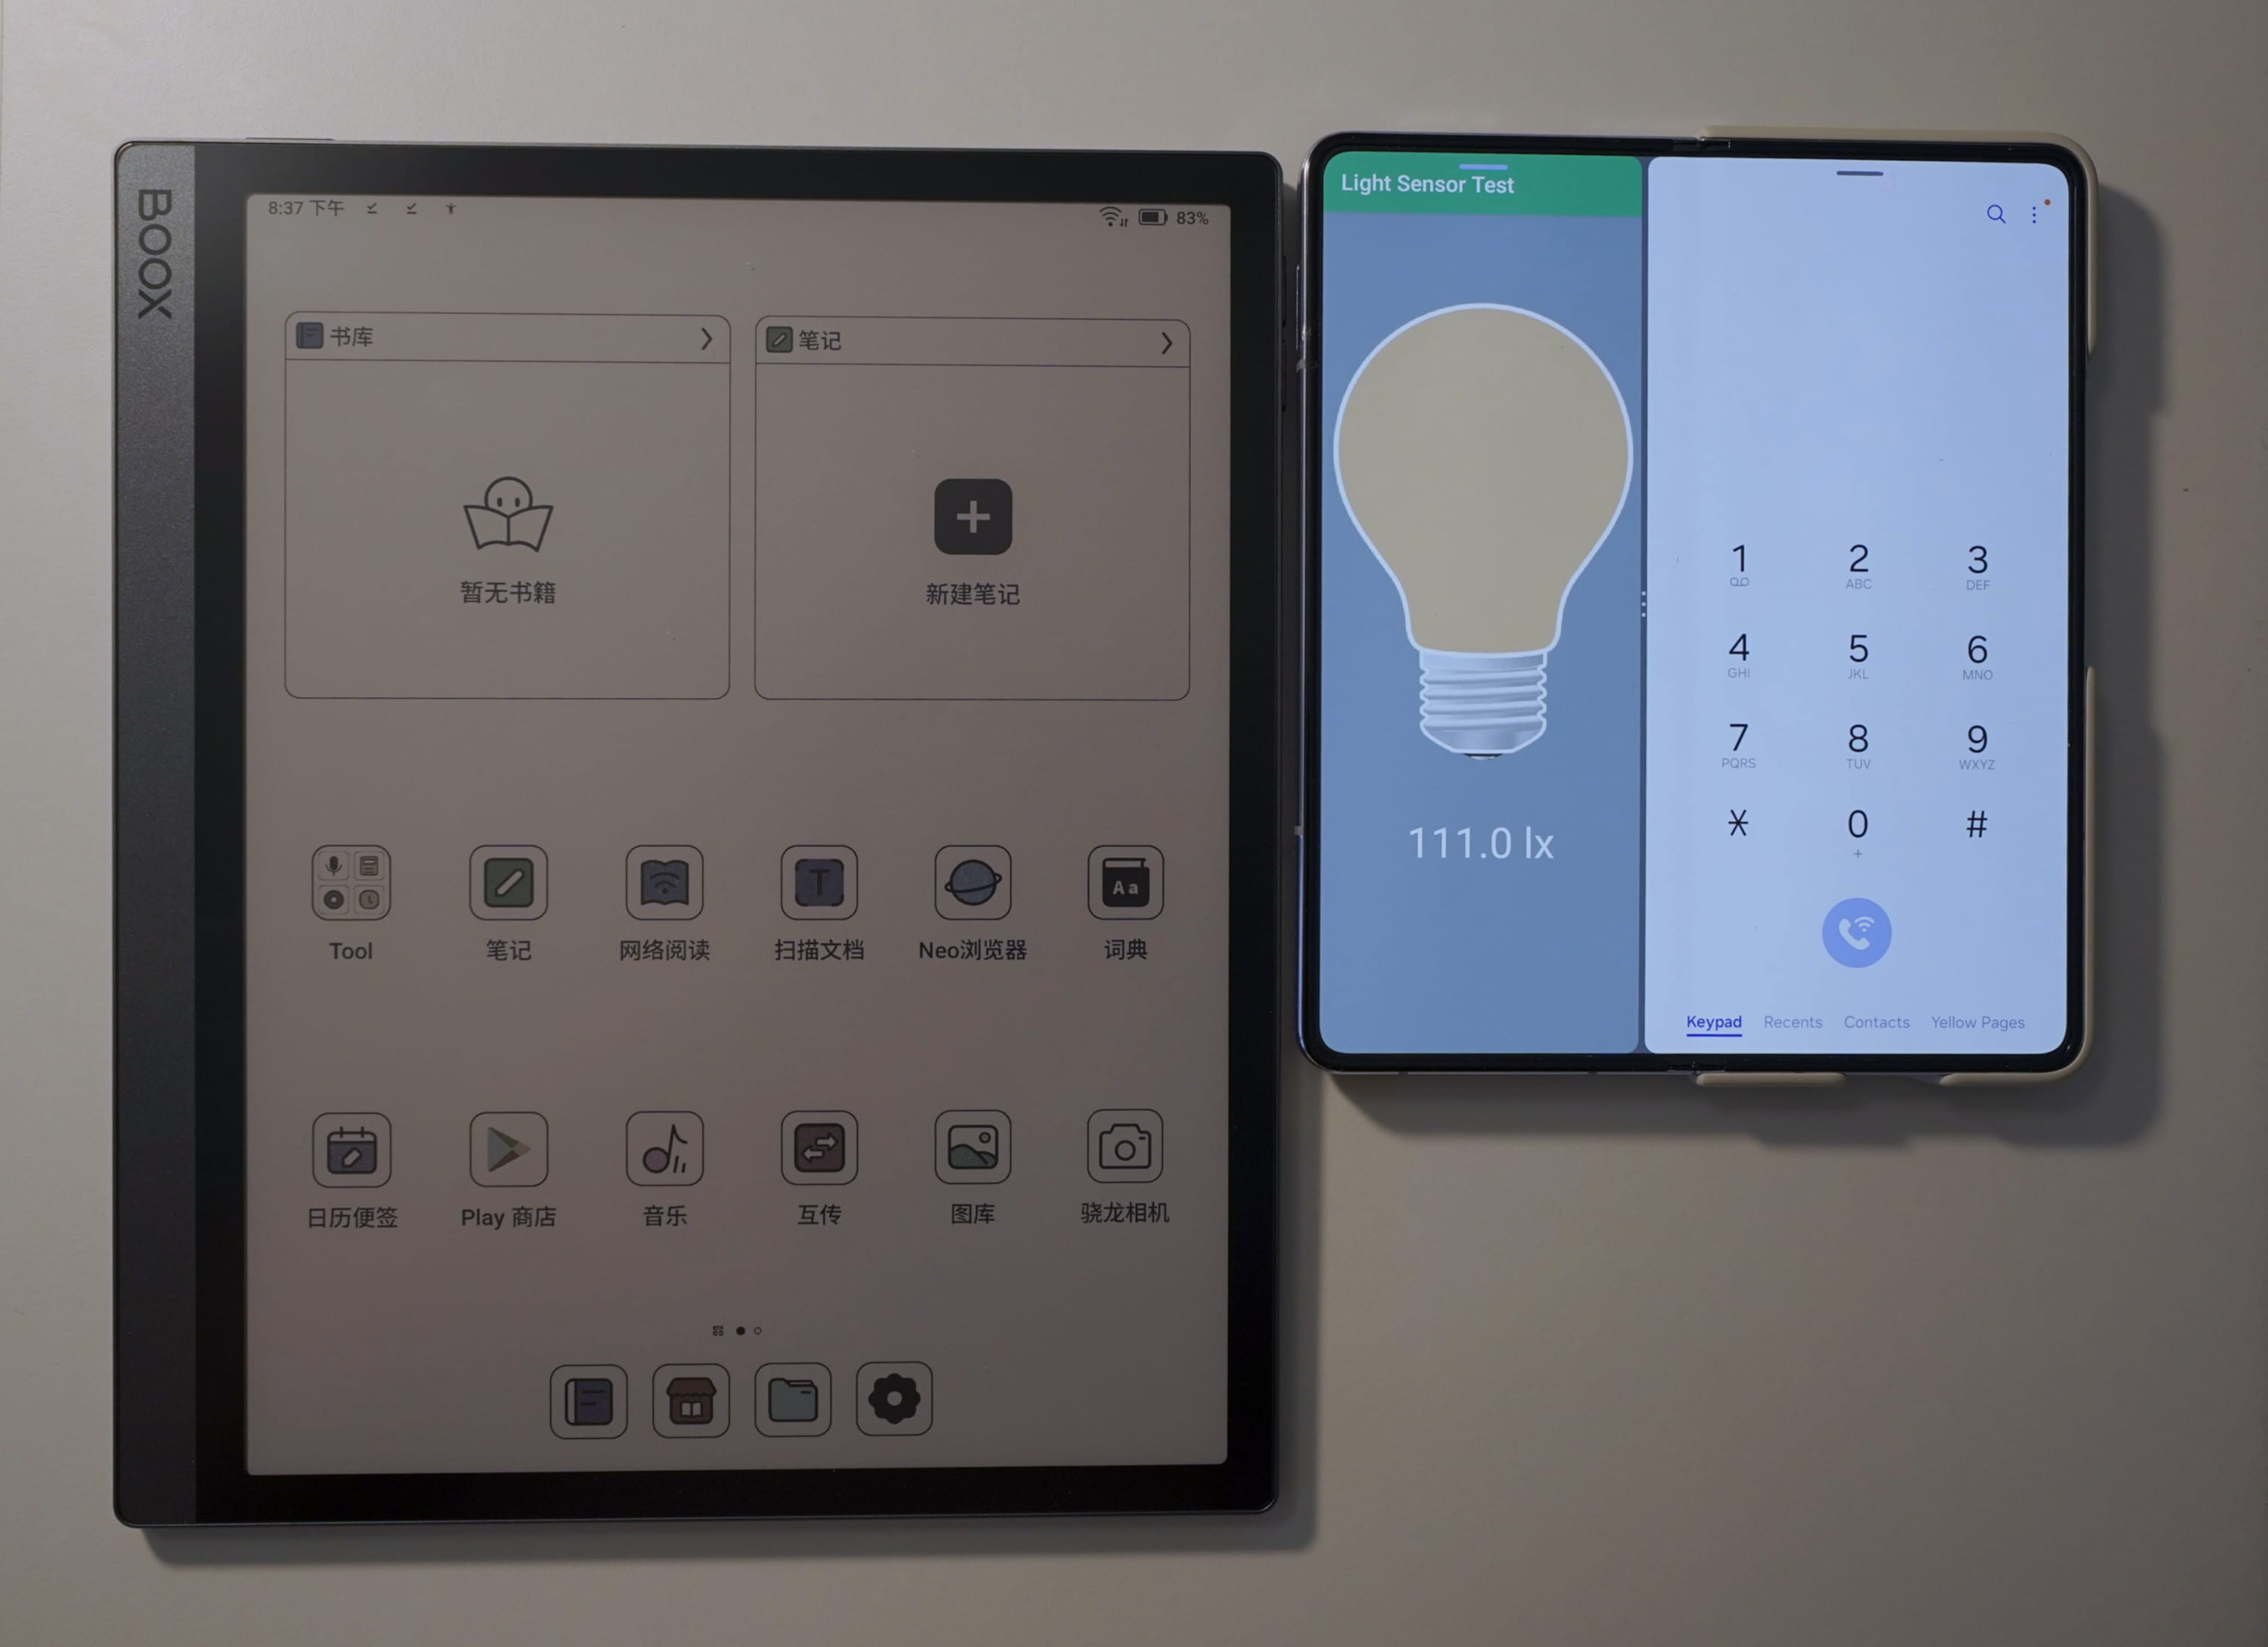 BOOX
8:37 下午
83%
书库
笔记
暂无书籍
新建笔记
Tool
笔记
网络阅读
T
扫描文档
Neo浏览器
Aa
词典
日历便签
Play 商店
音乐
互传
图库
骁龙相机
Light Sensor Test
111.0 lx
1 2 3
ABC DEF
4 5 6
GHI JKL MNO
7 8 9
PQRS TUV WXYZ
* 0 #
+
Keypad Recents Contacts Yellow Pages